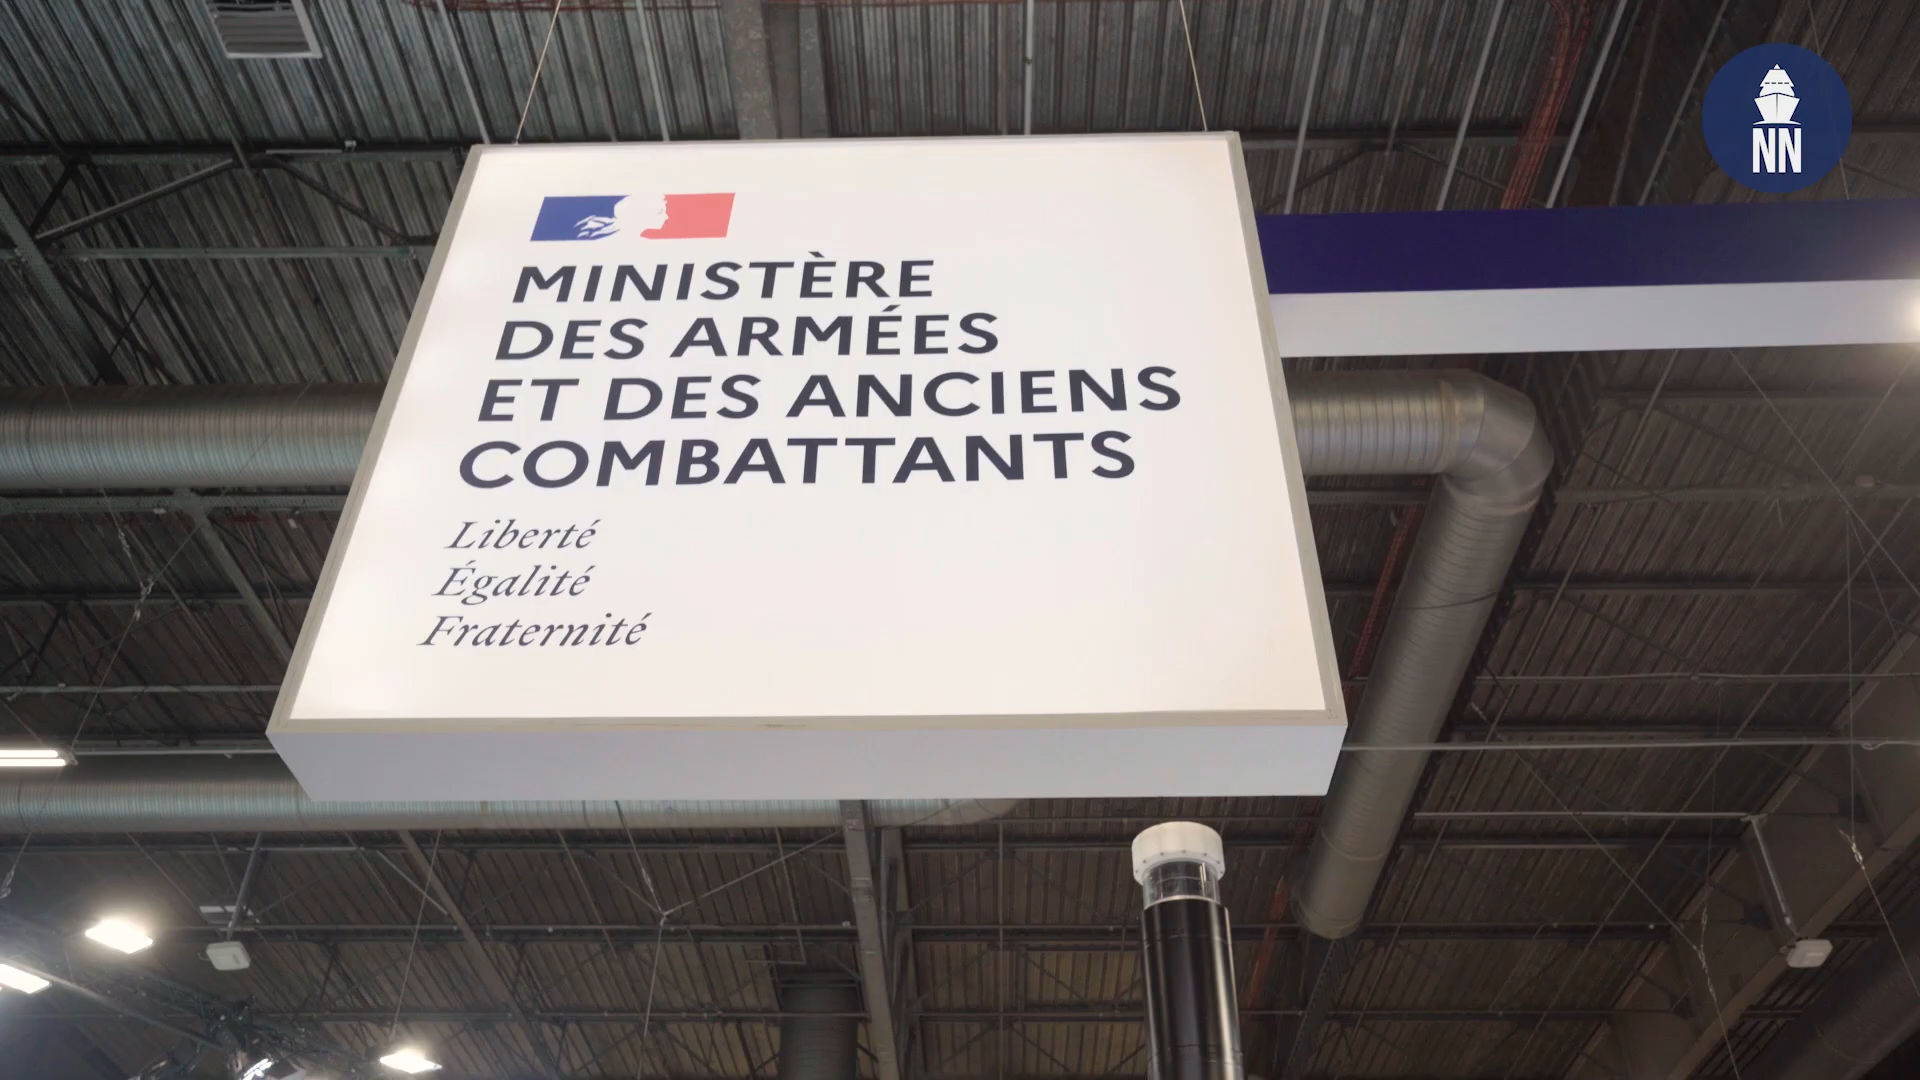 MINISTÈRE
DES ARMÉES
ET DES ANCIENS
COMBATTANTS
Liberté
Égalité
Fraternité
NN